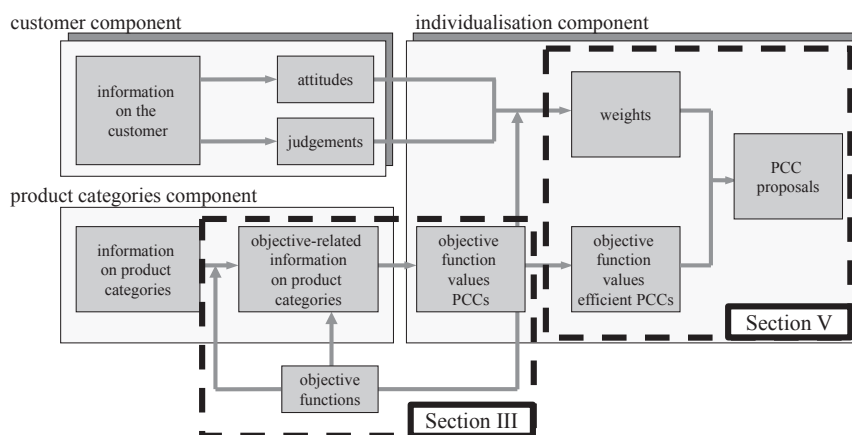 customer component
individualisation component
information
on the
customer
attitudes
judgements
weights
PCC
proposals
product categories component
information
on product
categories
objective-related
information
on product
categories
objective
function
values
PCCs
objective
function
values
efficient PCCs
Section V
objective
functions
Section III